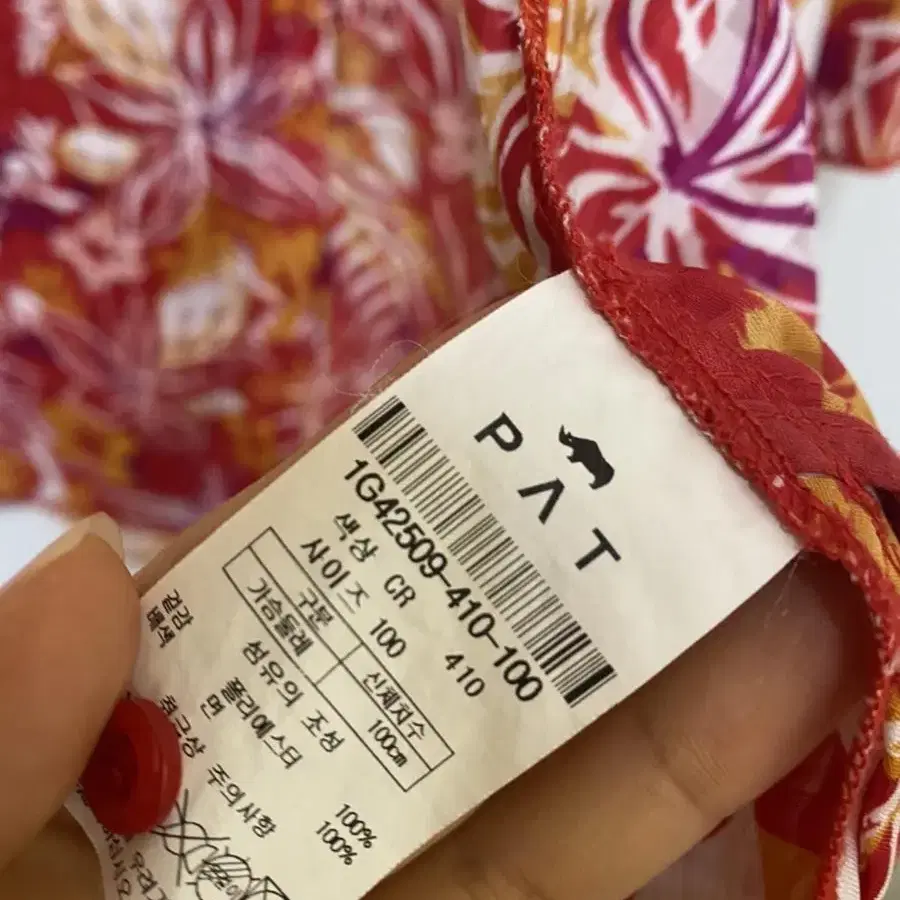 PAT
1G42509-410-100
색상 CR 410
사이즈 100
구분 신체치수
가슴둘레 100cm
섬유의 조성
겉감 폴리에스터 100%
배색 면 100%
취급상 주의사항